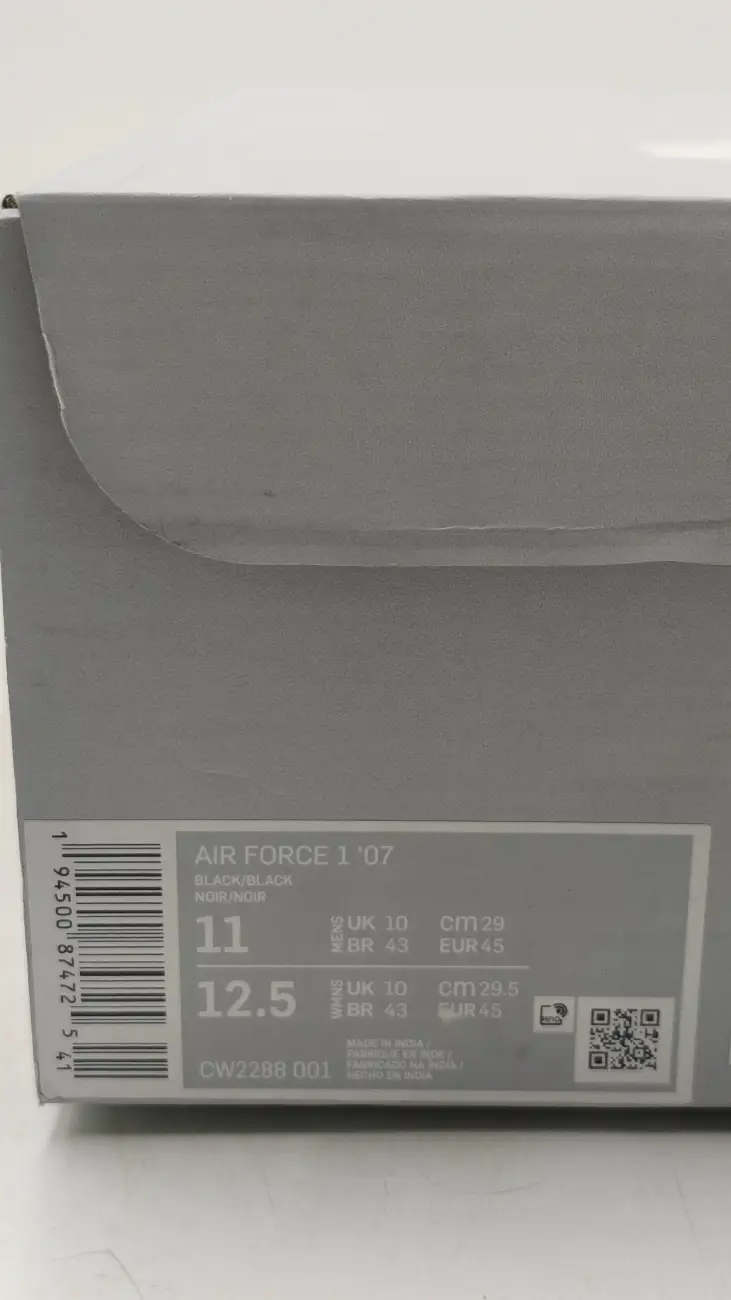 AIR FORCE 1 '07
BLACK/BLACK
NOIR/NOIR
11 MENS UK 10 cm 29
BR 43 EUR 45
12.5 WMNS UK 10 cm 29.5
BR 43 EUR 45
CW2288 001
MADE IN INDIA /
FABRIQUE EN INDE /
FABRICADO NA INDIA /
HECHO EN INDIA
1 94500 87472 5 41